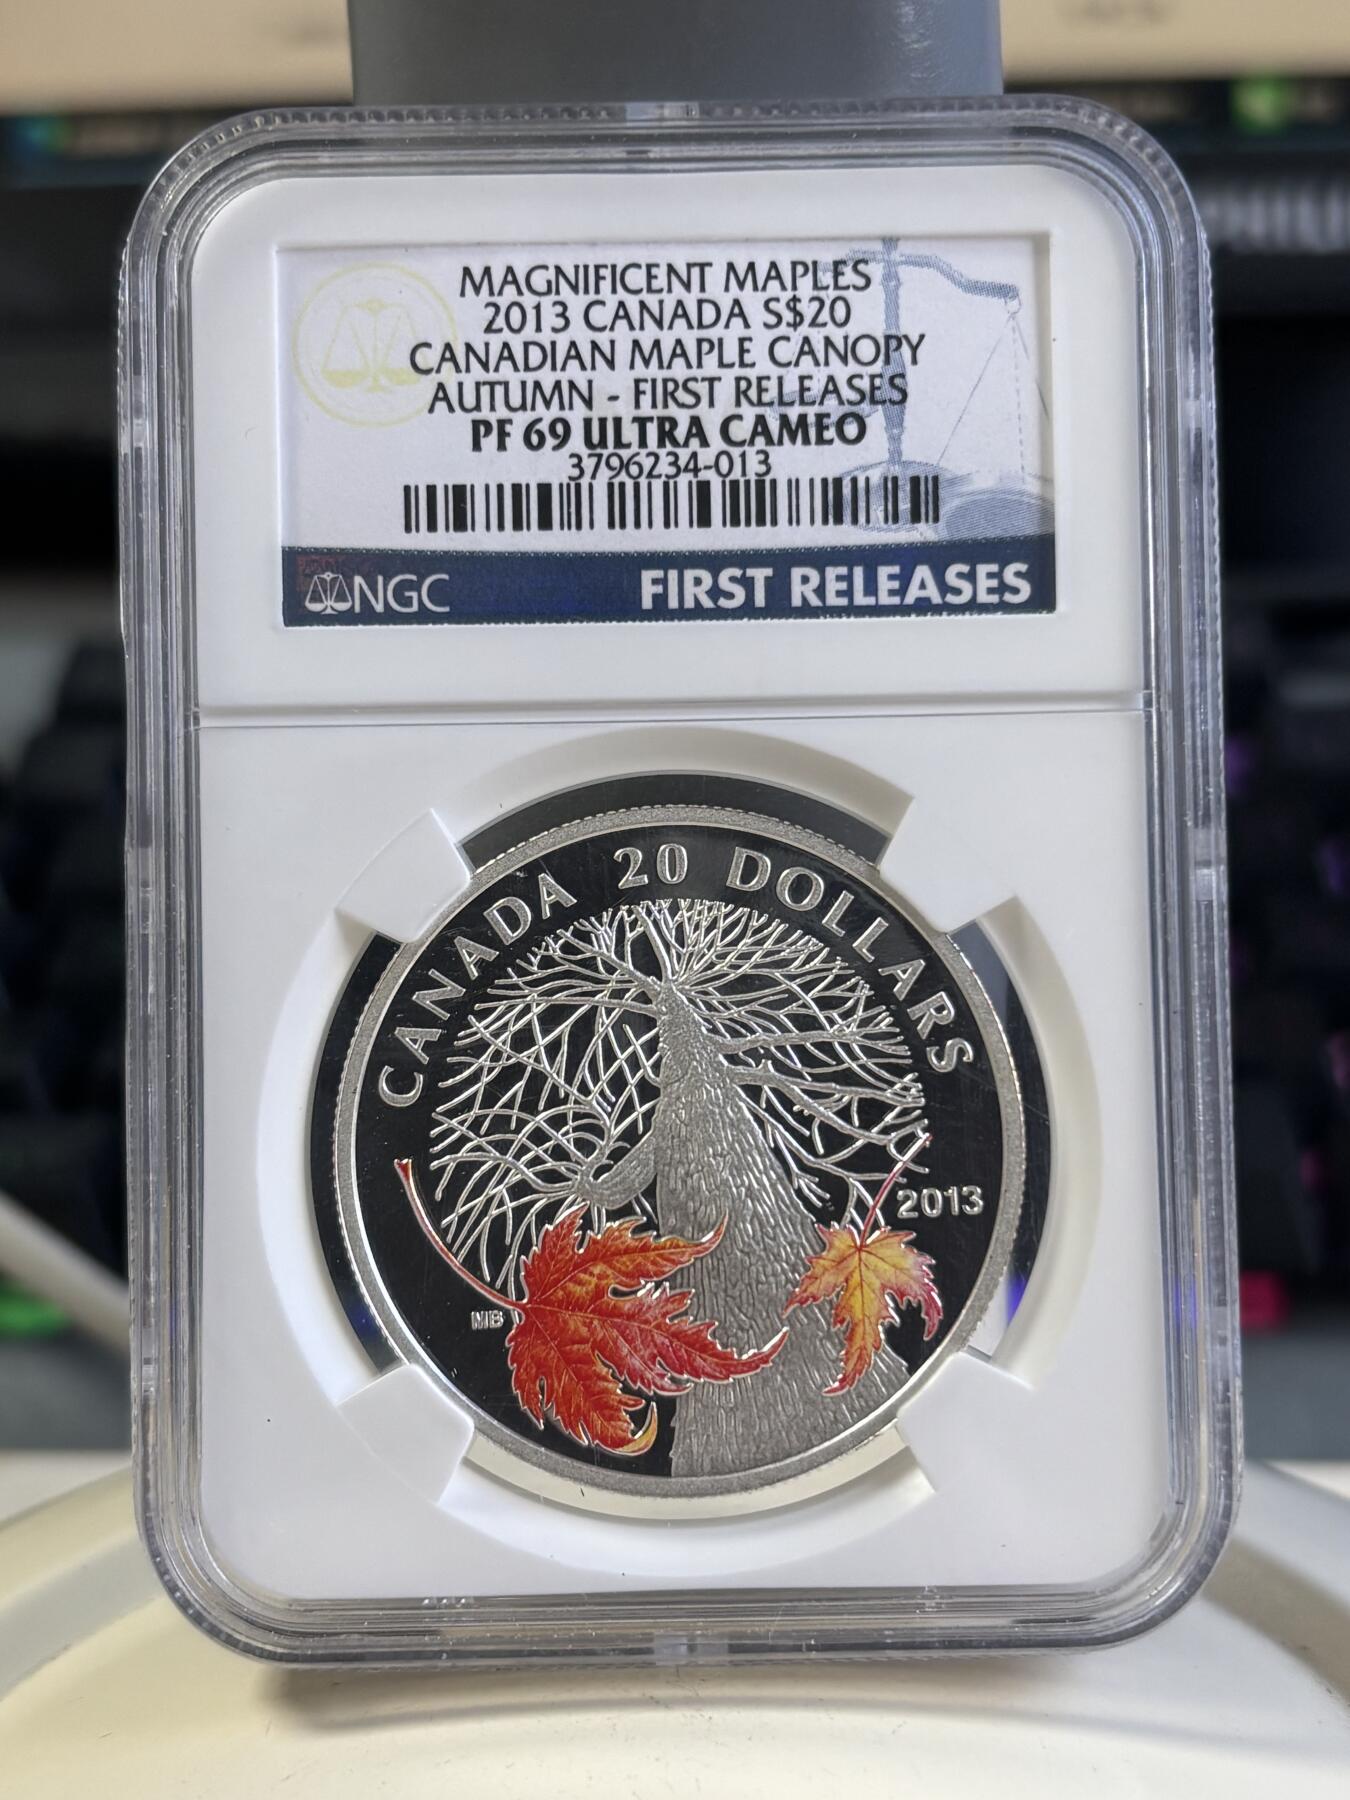 MAGNIFICENT MAPLES
2013 CANADA S$20
CANADIAN MAPLE CANOPY
AUTUMN - FIRST RELEASES
PF 69 ULTRA CAMEO
3796234-013
NGC
FIRST RELEASES
CANADA 20 DOLLARS
2013
MB